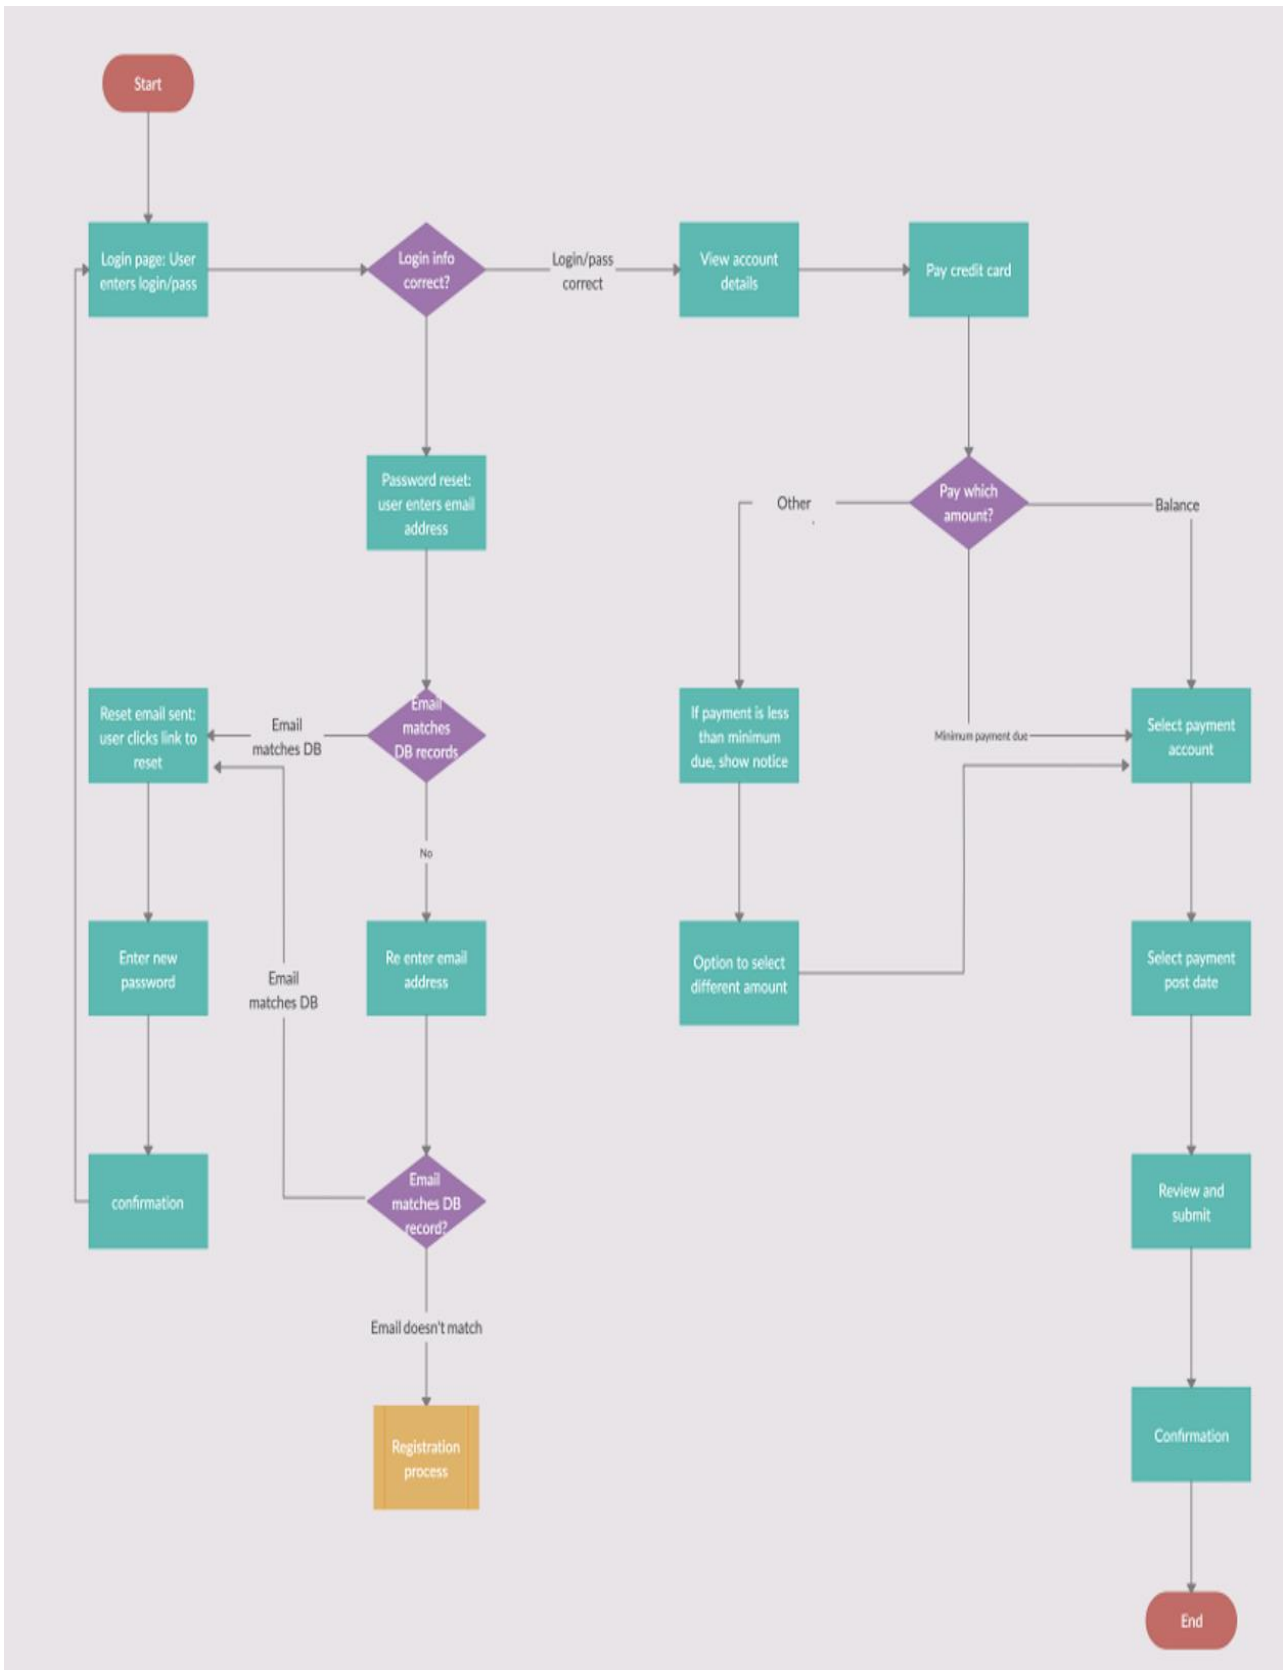 Start
Login page: User
enters login/pass
Login info
correct?
Login/pass
correct
View account
details
Pay credit card
Password reset:
user enters email
address
Other
Pay which
amount?
Balance
Reset email sent:
user clicks link to
reset
Email
matches DB
Email
matches
DB records
If payment is less
than minimum
due, show notice
Minimum payment due
Select payment
account
No
Enter new
password
Email
matches DB
Re enter email
address
Option to select
different amount
Select payment
post date
confirmation
Email
matches DB
record?
Review and
submit
Email doesn't match
Registration
process
Confirmation
End